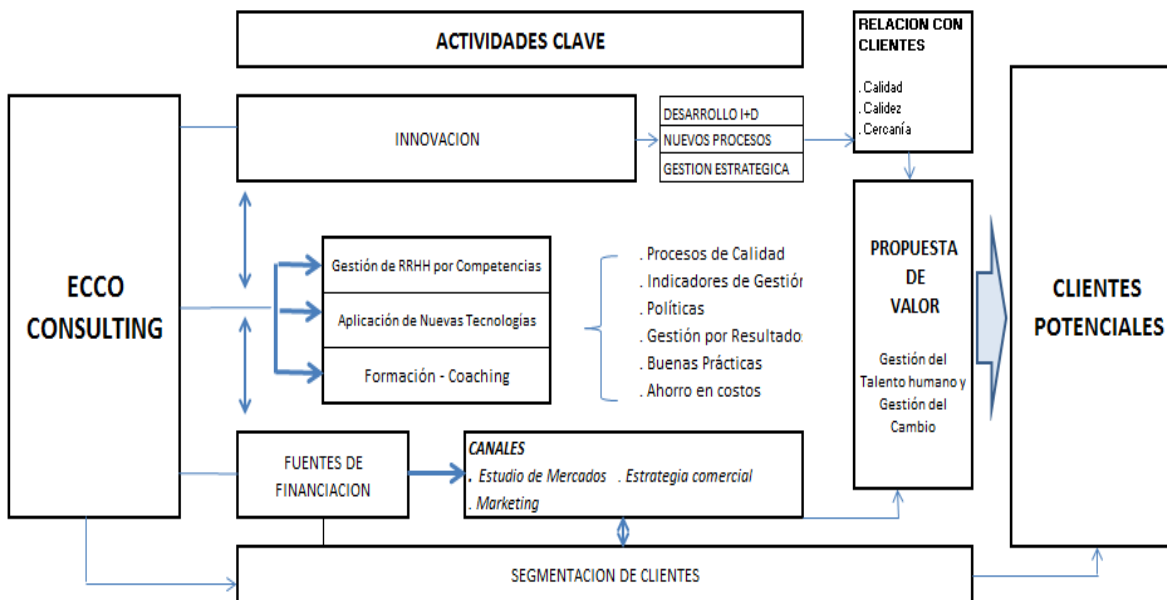 ACTIVIDADES CLAVE
RELACION CON
CLIENTES
. Calidad
. Calidez
. Cercanía
ECCO
CONSULTING
INNOVACION
DESARROLLO I+D
NUEVOS PROCESOS
GESTION ESTRATEGICA
Gestión de RRHH por Competencias
Aplicación de Nuevas Tecnologías
Formación - Coaching
. Procesos de Calidad
. Indicadores de Gestión
. Políticas
. Gestión por Resultados
. Buenas Prácticas
. Ahorro en costos
PROPUESTA
DE
VALOR
Gestión del
Talento humano y
Gestión del
Cambio
CLIENTES
POTENCIALES
FUENTES DE
FINANCIACION
CANALES
. Estudio de Mercados . Estrategia comercial
. Marketing
SEGMENTACION DE CLIENTES